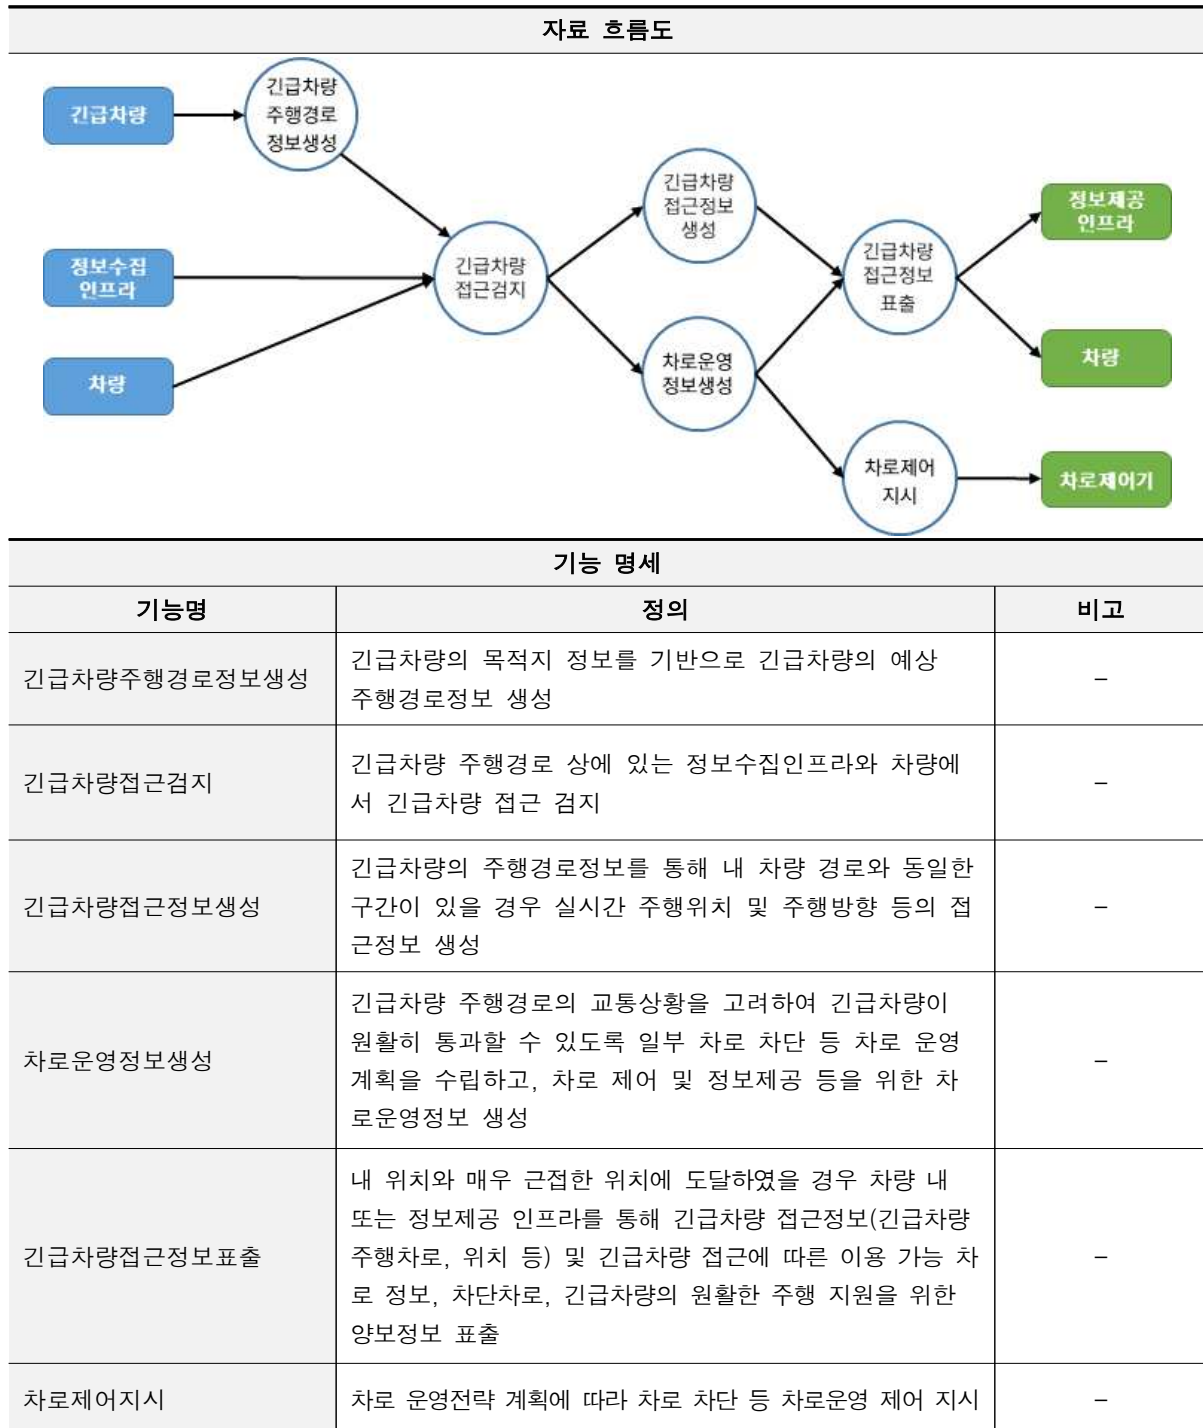 자료 흐름도
긴급차량
긴급차량
주행경로
정보생성
정보수집
인프라
차량
긴급차량
접근검지
긴급차량
접근정보
생성
차로운영
정보생성
긴급차량
접근정보
표출
차로제어
지시
정보제공
인프라
차량
차로제어기
기능 명세
기능명 정의 비고
긴급차량주행경로정보생성
긴급차량의 목적지 정보를 기반으로 긴급차량의 예상
주행경로정보 생성
–
긴급차량접근검지
긴급차량 주행경로 상에 있는 정보수집인프라와 차량에
서 긴급차량 접근 검지
–
긴급차량접근정보생성
긴급차량의 주행경로정보를 통해 내 차량 경로와 동일한
구간이 있을 경우 실시간 주행위치 및 주행방향 등의 접
근정보 생성
–
차로운영정보생성
긴급차량 주행경로의 교통상황을 고려하여 긴급차량이
원활히 통과할 수 있도록 일부 차로 차단 등 차로 운영
계획을 수립하고, 차로 제어 및 정보제공 등을 위한 차
로운영정보 생성
–
긴급차량접근정보표출
내 위치와 매우 근접한 위치에 도달하였을 경우 차량 내
또는 정보제공 인프라를 통해 긴급차량 접근정보(긴급차량
주행차로, 위치 등) 및 긴급차량 접근에 따른 이용 가능 차
로 정보, 차단차로, 긴급차량의 원활한 주행 지원을 위한
양보정보 표출
–
차로제어지시
차로 운영전략 계획에 따라 차로 차단 등 차로운영 제어 지시
–